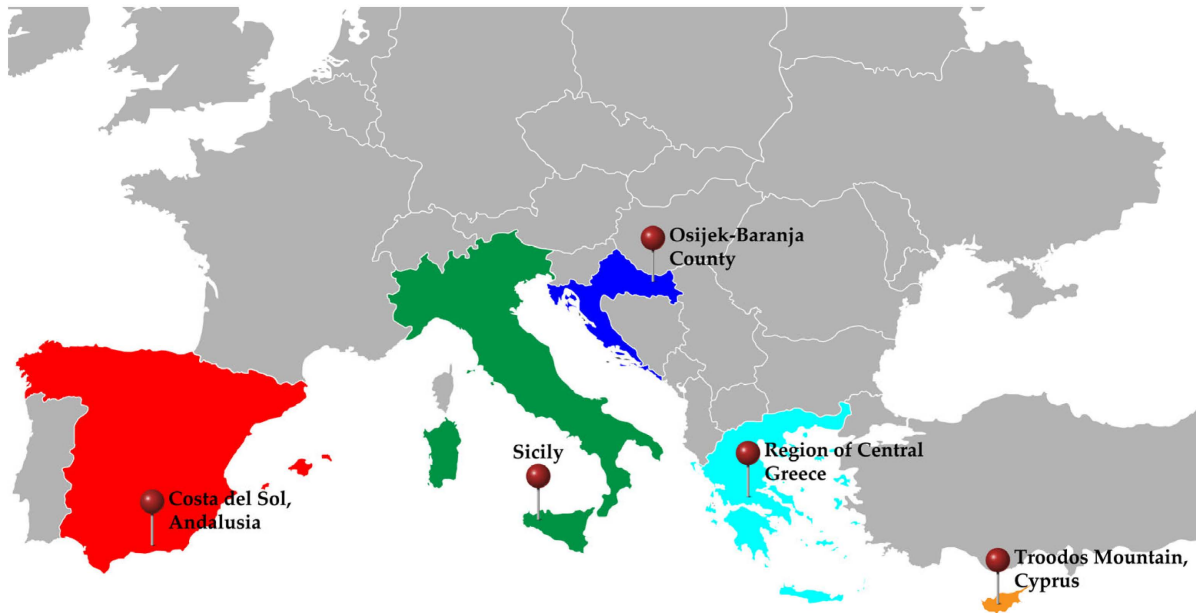 Osijek-Baranja
County
Sicily
Region of Central
Greece
Costa del Sol,
Andalusia
Troodos Mountain,
Cyprus